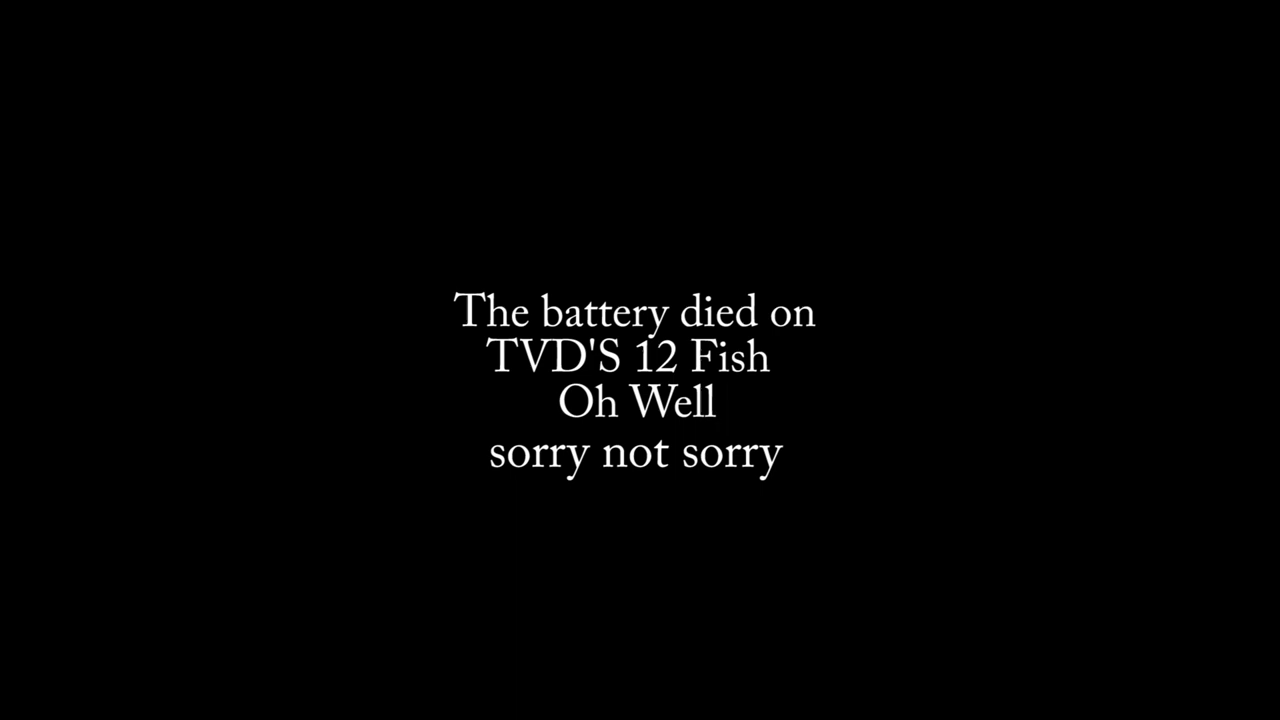 The battery died on
TVD'S 12 Fish
Oh Well
sorry not sorry